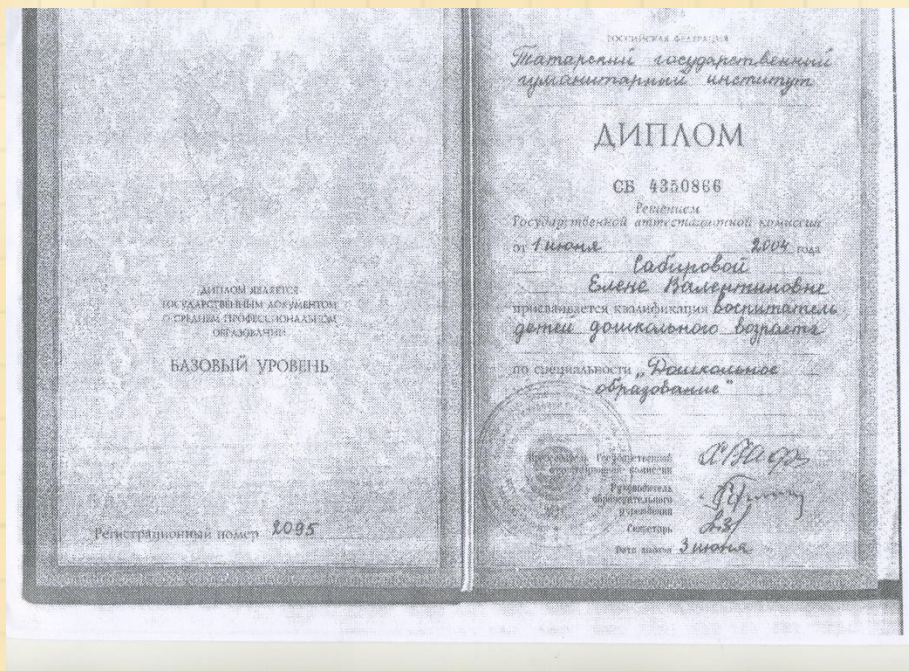 ДИПЛОМ ЯВЛЯЕТСЯ
ГОСУДАРСТВЕННЫМ ДОКУМЕНТОМ
О СРЕДНЕМ ПРОФЕССИОНАЛЬНОМ
ОБРАЗОВАНИИ
БАЗОВЫЙ УРОВЕНЬ
Регистрационный номер 2095
РОССИЙСКАЯ ФЕДЕРАЦИЯ
Татарский государственный
гуманитарный институт
ДИПЛОМ
СБ 4350866
Решением
Государственной аттестационной комиссии
от 1 июня 2004 года
Сабировой
Елене Валентиновне
присваивается квалификация воспитатель
детей дошкольного возраста
по специальности „Дошкольное
образование"
Председатель Государственной
аттестационной комиссии
Руководитель
образовательного
учреждения
Секретарь
Дата выдачи 3 июня